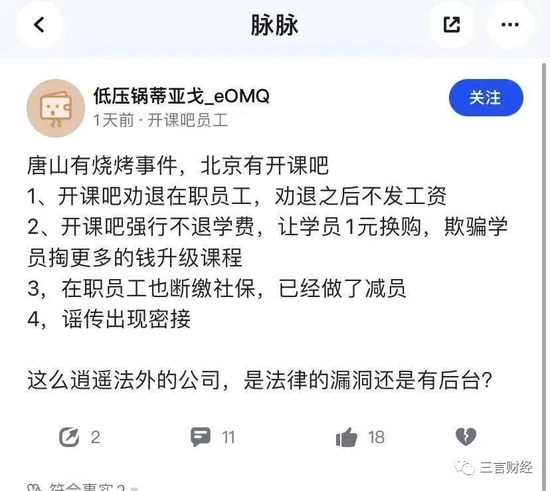 脉脉
低压锅蒂亚戈_eOMQ
1天前·开课吧员工
关注
唐山有烧烤事件，北京有开课吧
1、开课吧劝退在职员工，劝退之后不发工资
2、开课吧强行不退学费，让学员1元换购，欺骗学
员掏更多的钱升级课程
3，在职员工也断缴社保，已经做了减员
4，谣传出现密接
这么逍遥法外的公司，是法律的漏洞还是有后台?
2
11
18
符合事实2
三言财经